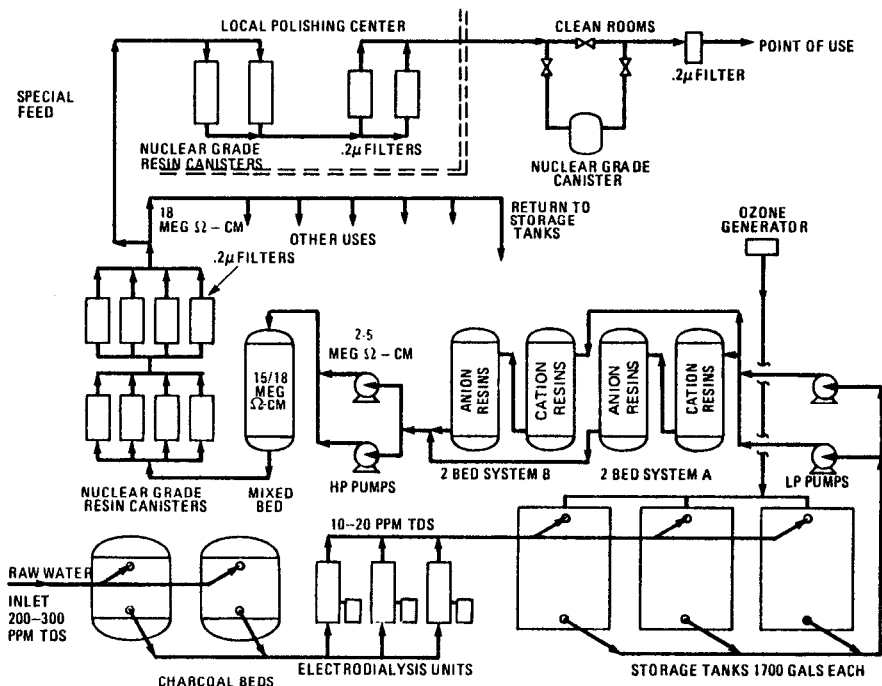 LOCAL POLISHING CENTER
CLEAN ROOMS
POINT OF USE
.2µ FILTER
SPECIAL
FEED
NUCLEAR GRADE
RESIN CANISTERS
.2µ FILTERS
NUCLEAR GRADE
CANISTER
18
MEG Ω – CM
OTHER USES
RETURN TO
STORAGE
TANKS
OZONE
GENERATOR
.2µ FILTERS
2-5
MEG Ω – CM
15/18
MEG
Ω-CM
ANION
RESINS
CATION
RESINS
ANION
RESINS
CATION
RESINS
NUCLEAR GRADE
RESIN CANISTERS
MIXED
BED
HP PUMPS
2 BED SYSTEM B
2 BED SYSTEM A
LP PUMPS
10–20 PPM TDS
RAW WATER
INLET
200–300
PPM TDS
CHARCOAL BEDS
ELECTRODIALYSIS UNITS
STORAGE TANKS 1700 GALS EACH